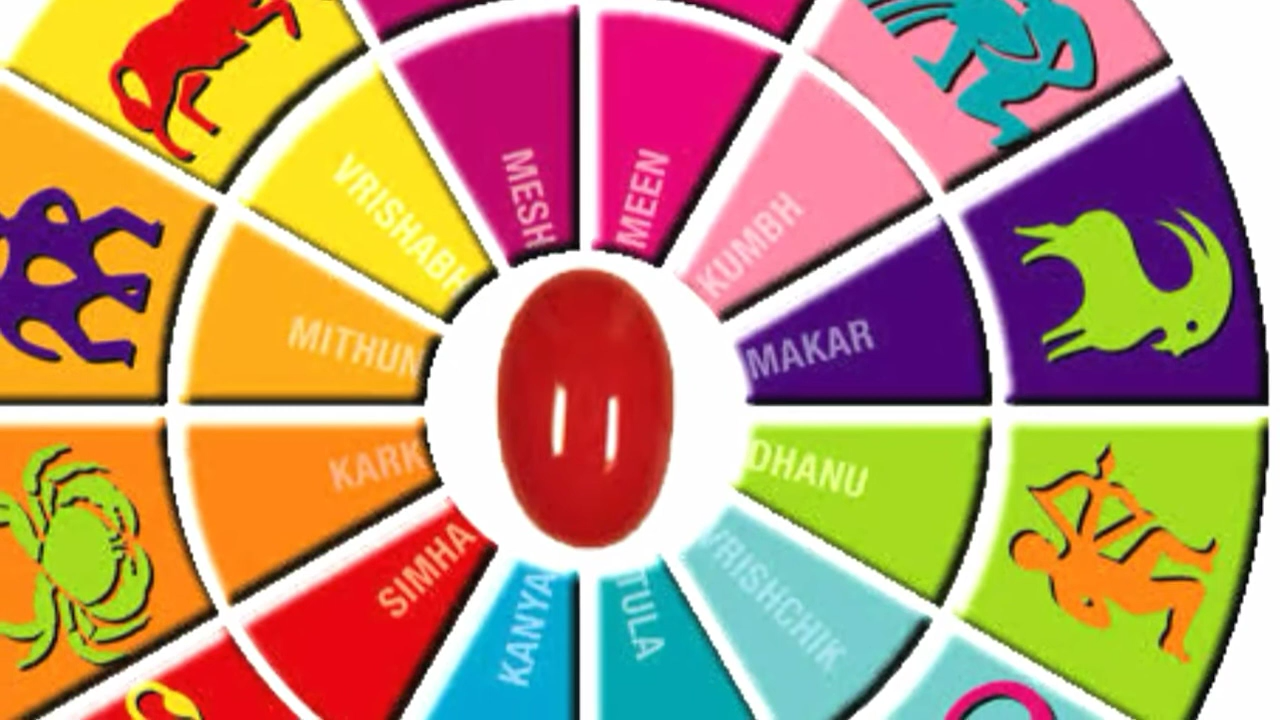 MESH
MEEN
VRISHABH
KUMBH
MITHUN
MAKAR
KARK
DHANU
SIMHA
VRISHCHIK
KANYA
TULA